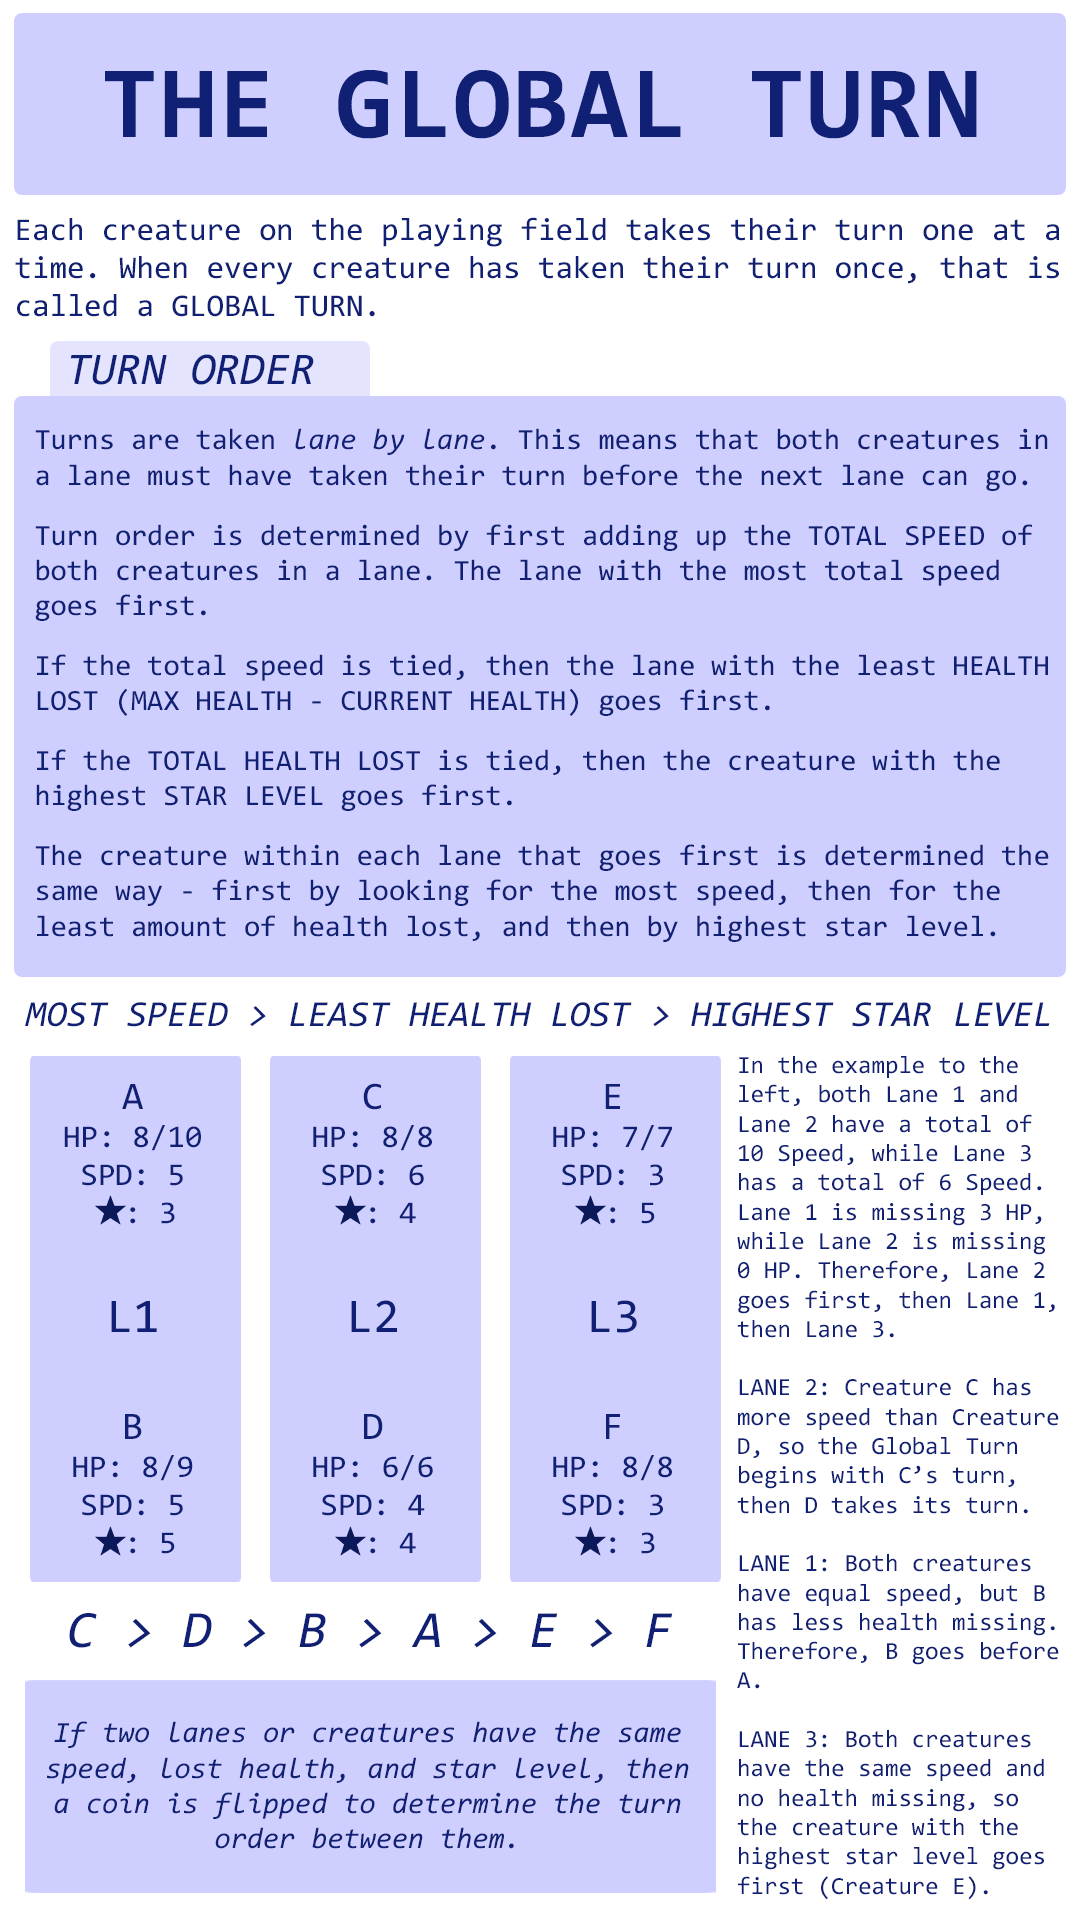 THE GLOBAL TURN
Each creature on the playing field takes their turn one at a
time. When every creature has taken their turn once, that is
called a GLOBAL TURN.
TURN ORDER
Turns are taken lane by lane. This means that both creatures in
a lane must have taken their turn before the next lane can go.
Turn order is determined by first adding up the TOTAL SPEED of
both creatures in a lane. The lane with the most total speed
goes first.
If the total speed is tied, then the lane with the least HEALTH
LOST (MAX HEALTH - CURRENT HEALTH) goes first.
If the TOTAL HEALTH LOST is tied, then the creature with the
highest STAR LEVEL goes first.
The creature within each lane that goes first is determined the
same way - first by looking for the most speed, then for the
least amount of health lost, and then by highest star level.
MOST SPEED > LEAST HEALTH LOST > HIGHEST STAR LEVEL
A
HP: 8/10
SPD: 5
★: 3
L1
B
HP: 8/9
SPD: 5
★: 5
C
HP: 8/8
SPD: 6
★: 4
L2
D
HP: 6/6
SPD: 4
★: 4
E
HP: 7/7
SPD: 3
★: 5
L3
F
HP: 8/8
SPD: 3
★: 3
C > D > B > A > E > F
If two lanes or creatures have the same
speed, lost health, and star level, then
a coin is flipped to determine the turn
order between them.
In the example to the
left, both Lane 1 and
Lane 2 have a total of
10 Speed, while Lane 3
has a total of 6 Speed.
Lane 1 is missing 3 HP,
while Lane 2 is missing
0 HP. Therefore, Lane 2
goes first, then Lane 1,
then Lane 3.
LANE 2: Creature C has
more speed than Creature
D, so the Global Turn
begins with C’s turn,
then D takes its turn.
LANE 1: Both creatures
have equal speed, but B
has less health missing.
Therefore, B goes before
A.
LANE 3: Both creatures
have the same speed and
no health missing, so
the creature with the
highest star level goes
first (Creature E).